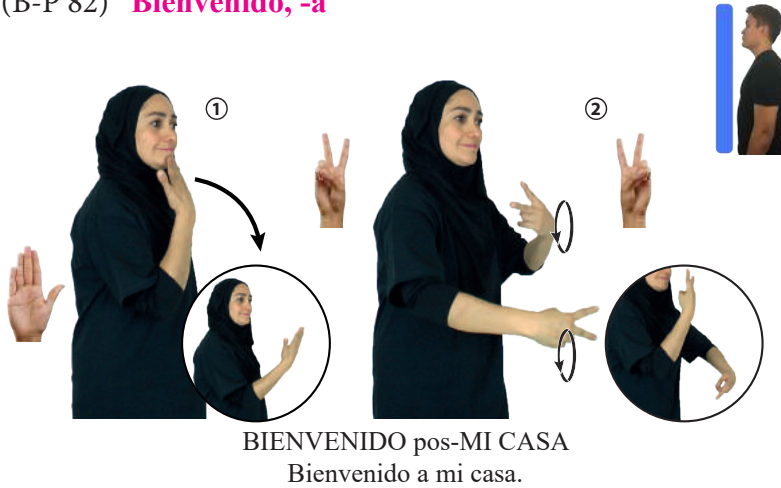 (B-P 82) Bienvenido, -a
①
②
BIENVENIDO pos-MI CASA
Bienvenido a mi casa.